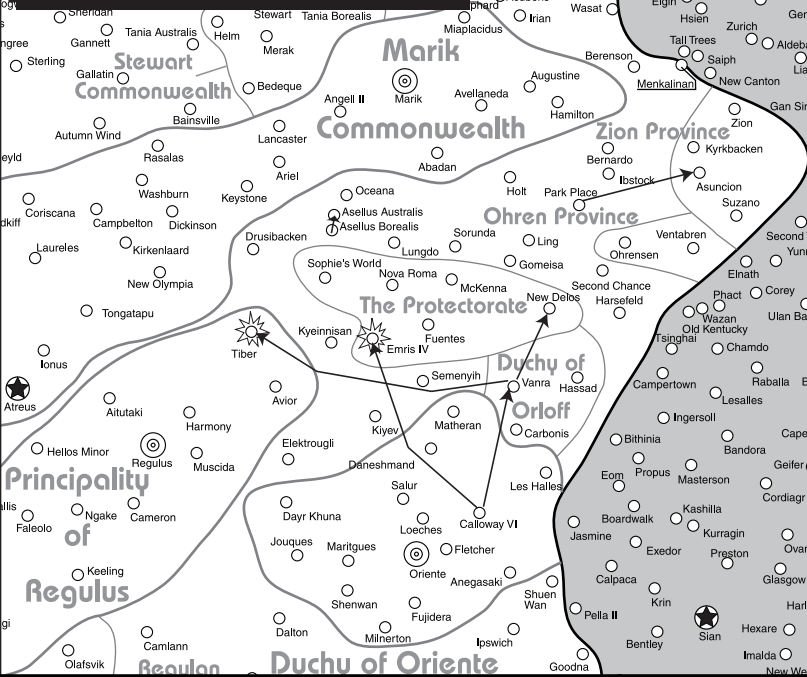 Sheridan
Stewart
Tania Borealis
Miaplacidus
Irian
Wasat
Elgin
Hsien
Zurich
Gannett
Tania Australis
Helm
Merak
Marik
Tall Trees
Saiph
Berenson
Menkalinan
New Canton
Sterling
Stewart
Commonwealth
Gallatin
Bedeque
Marik
Angell II
Avellaneda
Augustine
Hamilton
Zion
Gan Sin
Autumn Wind
Bainsville
Lancaster
Commonwealth
Zion Province
Kyrkbacken
Rasalas
Ariel
Abadan
Bernardo
Ibstock
Asuncion
Suzano
Washburn
Keystone
Oceana
Holt
Park Place
Coriscana
Campbelton
Dickinson
Asellus Australis
Asellus Borealis
Ohren Province
Laureles
Kirkenlaard
Drusibacken
Lungdo
Sorunda
Ling
Gomeisa
Ohrensen
Ventabren
New Olympia
Sophie's World
Nova Roma
McKenna
Second Chance
Harsefeld
Elnath
Tongatapu
The Protectorate
New Delos
Phact
Corey
Wazan
Old Kentucky
Ulan Ba
Ionus
Tiber
Kyeinnisan
Emris IV
Fuentes
Tsinghai
Chamdo
Atreus
Duchy of
Orloff
Semenyih
Vanra
Hassad
Campertown
Raballa
Lesalles
Aitutaki
Avior
Harmony
Kiyev
Matheran
Carbonis
Ingersoll
Hellos Minor
Regulus
Muscida
Elektrougli
Daneshmand
Bithinia
Bandora
Principality
of
Regulus
Les Halles
Eom
Propus
Masterson
Faleolo
Ngake
Cameron
Salur
Dayr Khuna
Loeches
Calloway VI
Boardwalk
Kashilla
Kurragin
Jasmine
Exedor
Preston
Jouques
Maritgues
Oriente
Fletcher
Anegasaki
Keeling
Calpaca
Shenwan
Fujidera
Shuen
Wan
Krin
Pella II
Sian
Hexare
Dalton
Milnerton
Ipswich
Bentley
Imalda
Camlann
Olafsvik
Regulan
Duchy of Oriente
Goodna